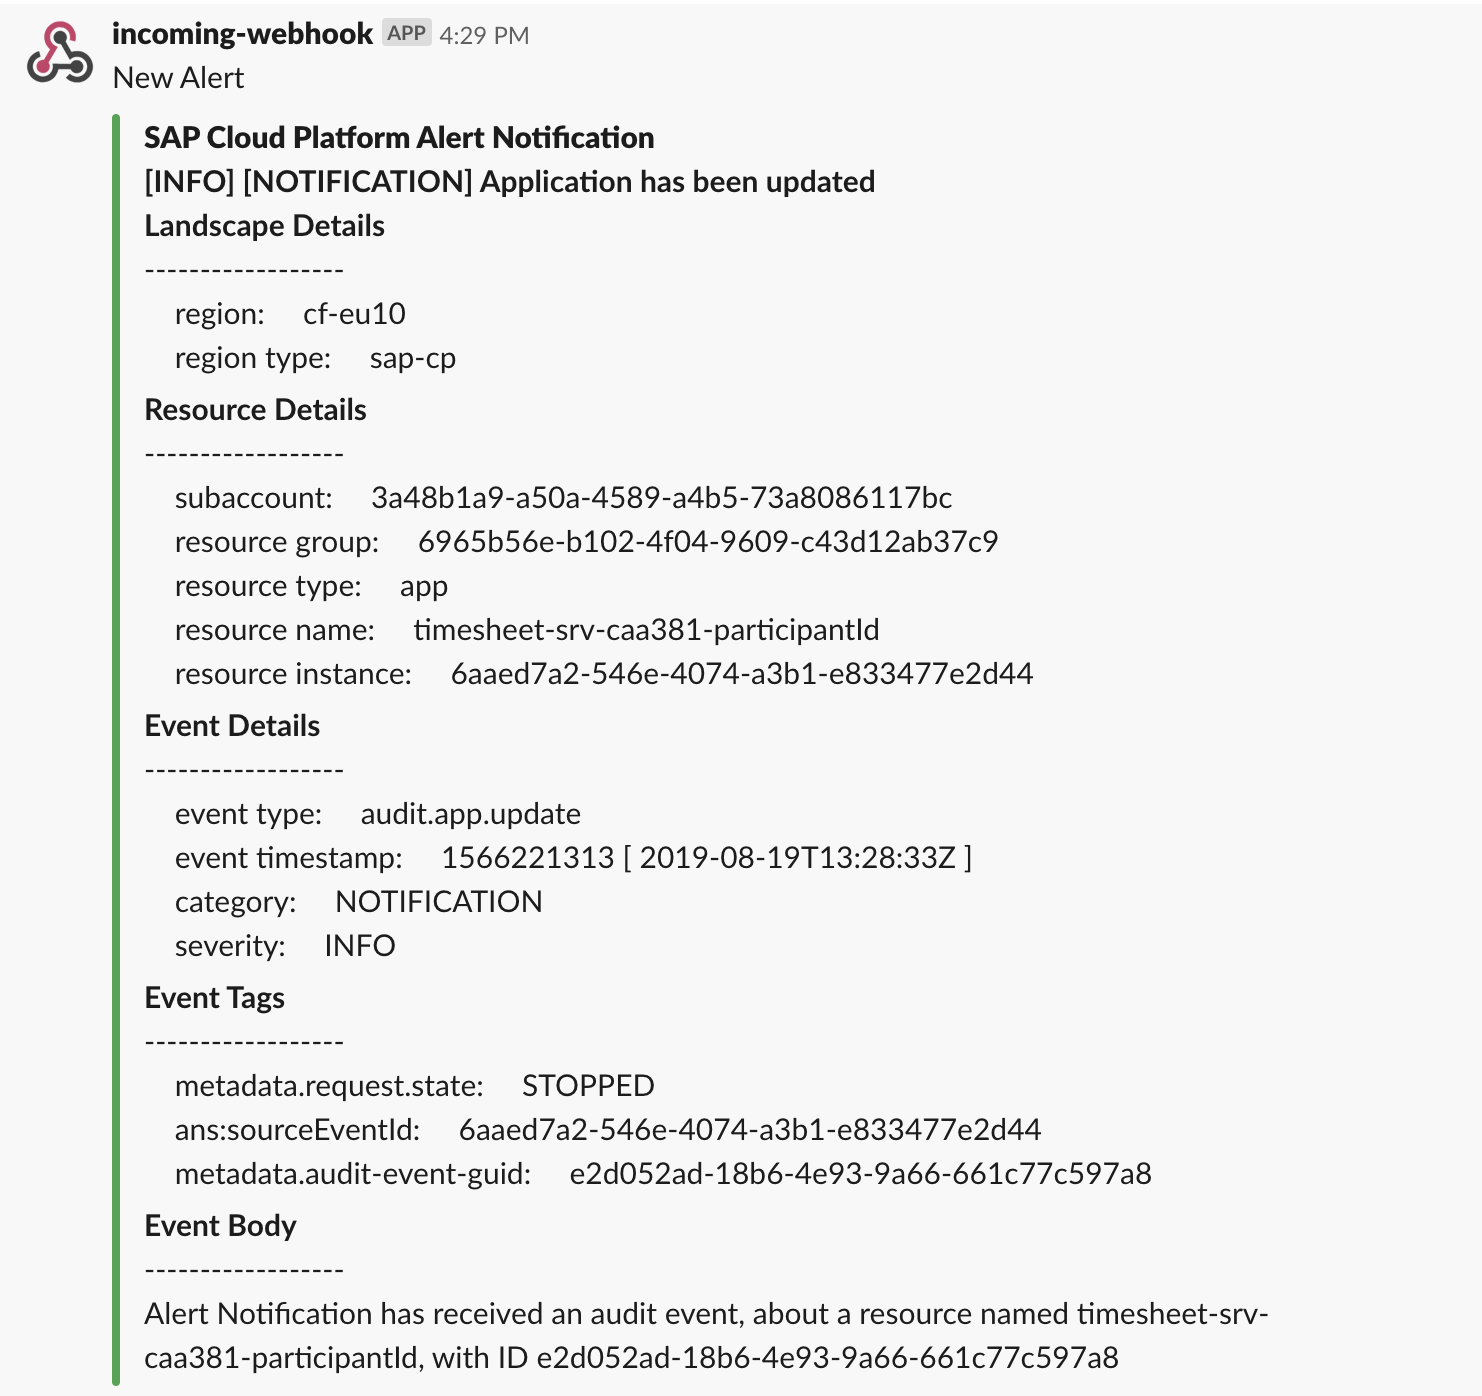 incoming-webhook APP 4:29 PM
New Alert
SAP Cloud Platform Alert Notification
[INFO] [NOTIFICATION] Application has been updated
Landscape Details
------------------
region: cf-eu10
region type: sap-cp
Resource Details
------------------
subaccount: 3a48b1a9-a50a-4589-a4b5-73a8086117bc
resource group: 6965b56e-b102-4f04-9609-c43d12ab37c9
resource type: app
resource name: timesheet-srv-caa381-participantId
resource instance: 6aaed7a2-546e-4074-a3b1-e833477e2d44
Event Details
------------------
event type: audit.app.update
event timestamp: 1566221313 [ 2019-08-19T13:28:33Z ]
category: NOTIFICATION
severity: INFO
Event Tags
------------------
metadata.request.state: STOPPED
ans:sourceEventId: 6aaed7a2-546e-4074-a3b1-e833477e2d44
metadata.audit-event-guid: e2d052ad-18b6-4e93-9a66-661c77c597a8
Event Body
------------------
Alert Notification has received an audit event, about a resource named timesheet-srv-
caa381-participantId, with ID e2d052ad-18b6-4e93-9a66-661c77c597a8